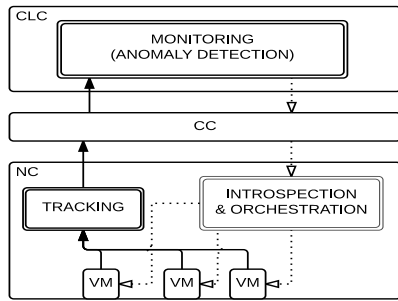 CLC
MONITORING
(ANOMALY DETECTION)
CC
NC
TRACKING
INTROSPECTION
& ORCHESTRATION
VM
VM
VM